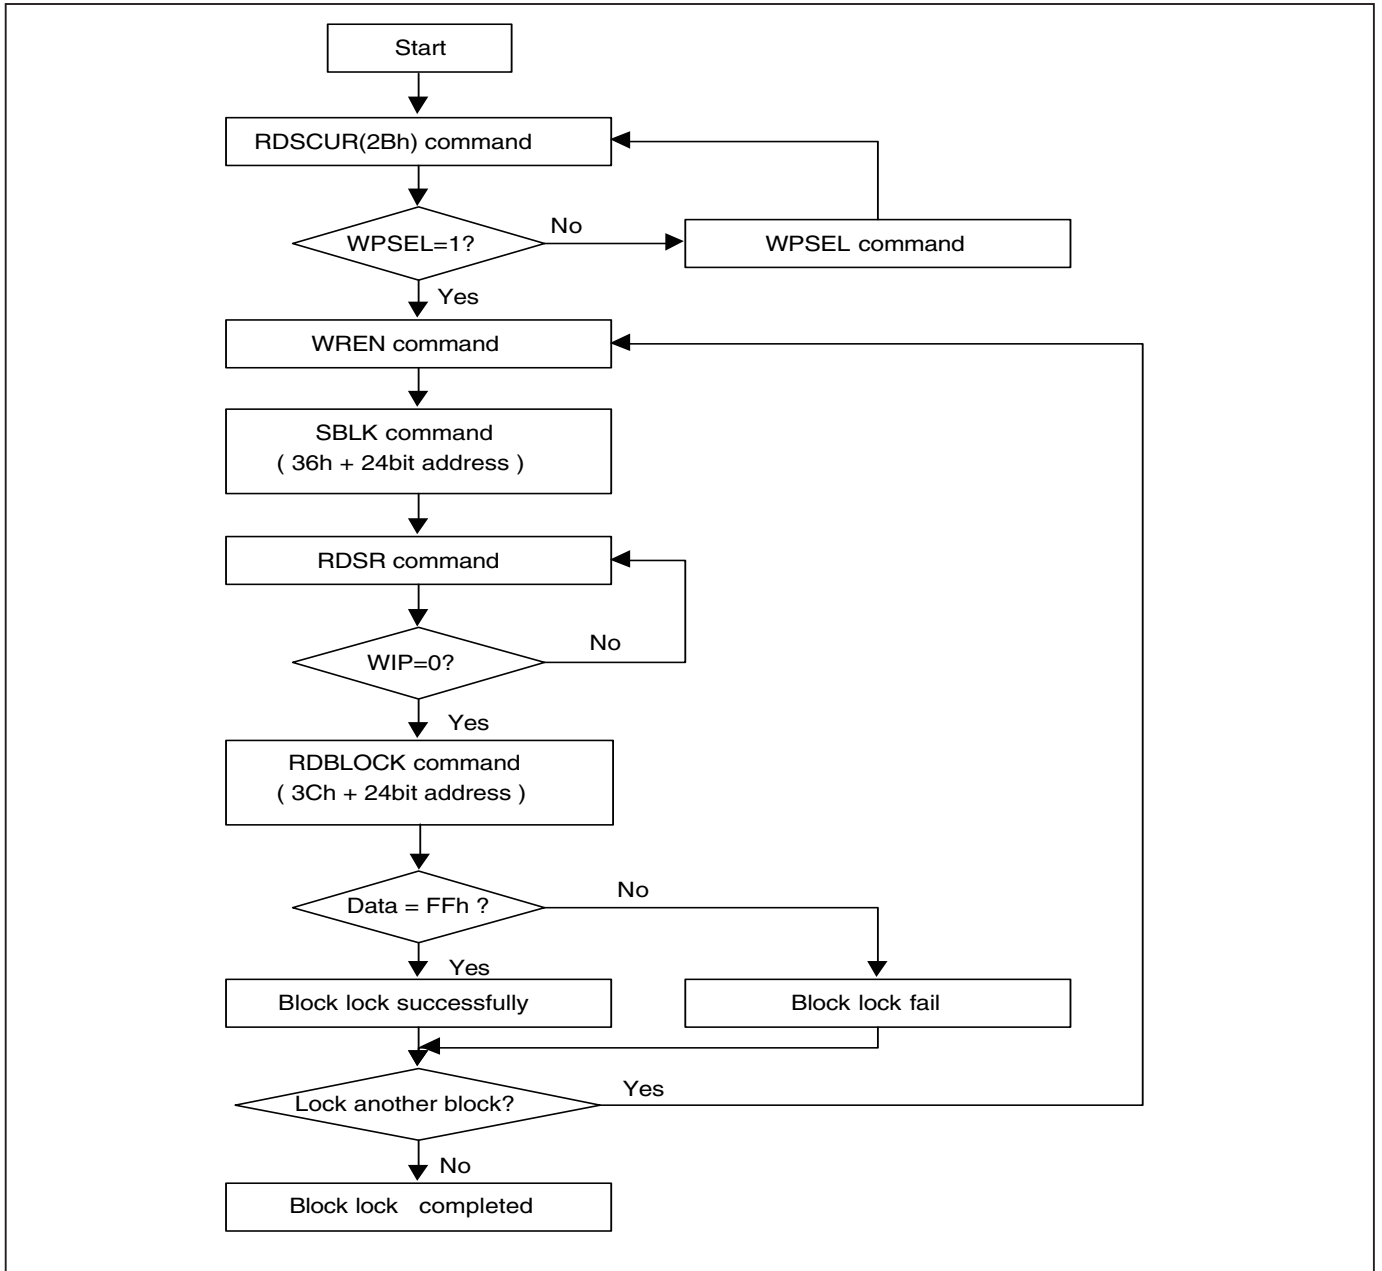 Start
RDSCUR(2Bh) command
WPSEL=1?
No
WPSEL command
Yes
WREN command
SBLK command
( 36h + 24bit address )
RDSR command
WIP=0?
No
Yes
RDBLOCK command
( 3Ch + 24bit address )
Data = FFh ?
No
Yes
Block lock successfully
Block lock fail
Lock another block?
Yes
No
Block lock completed